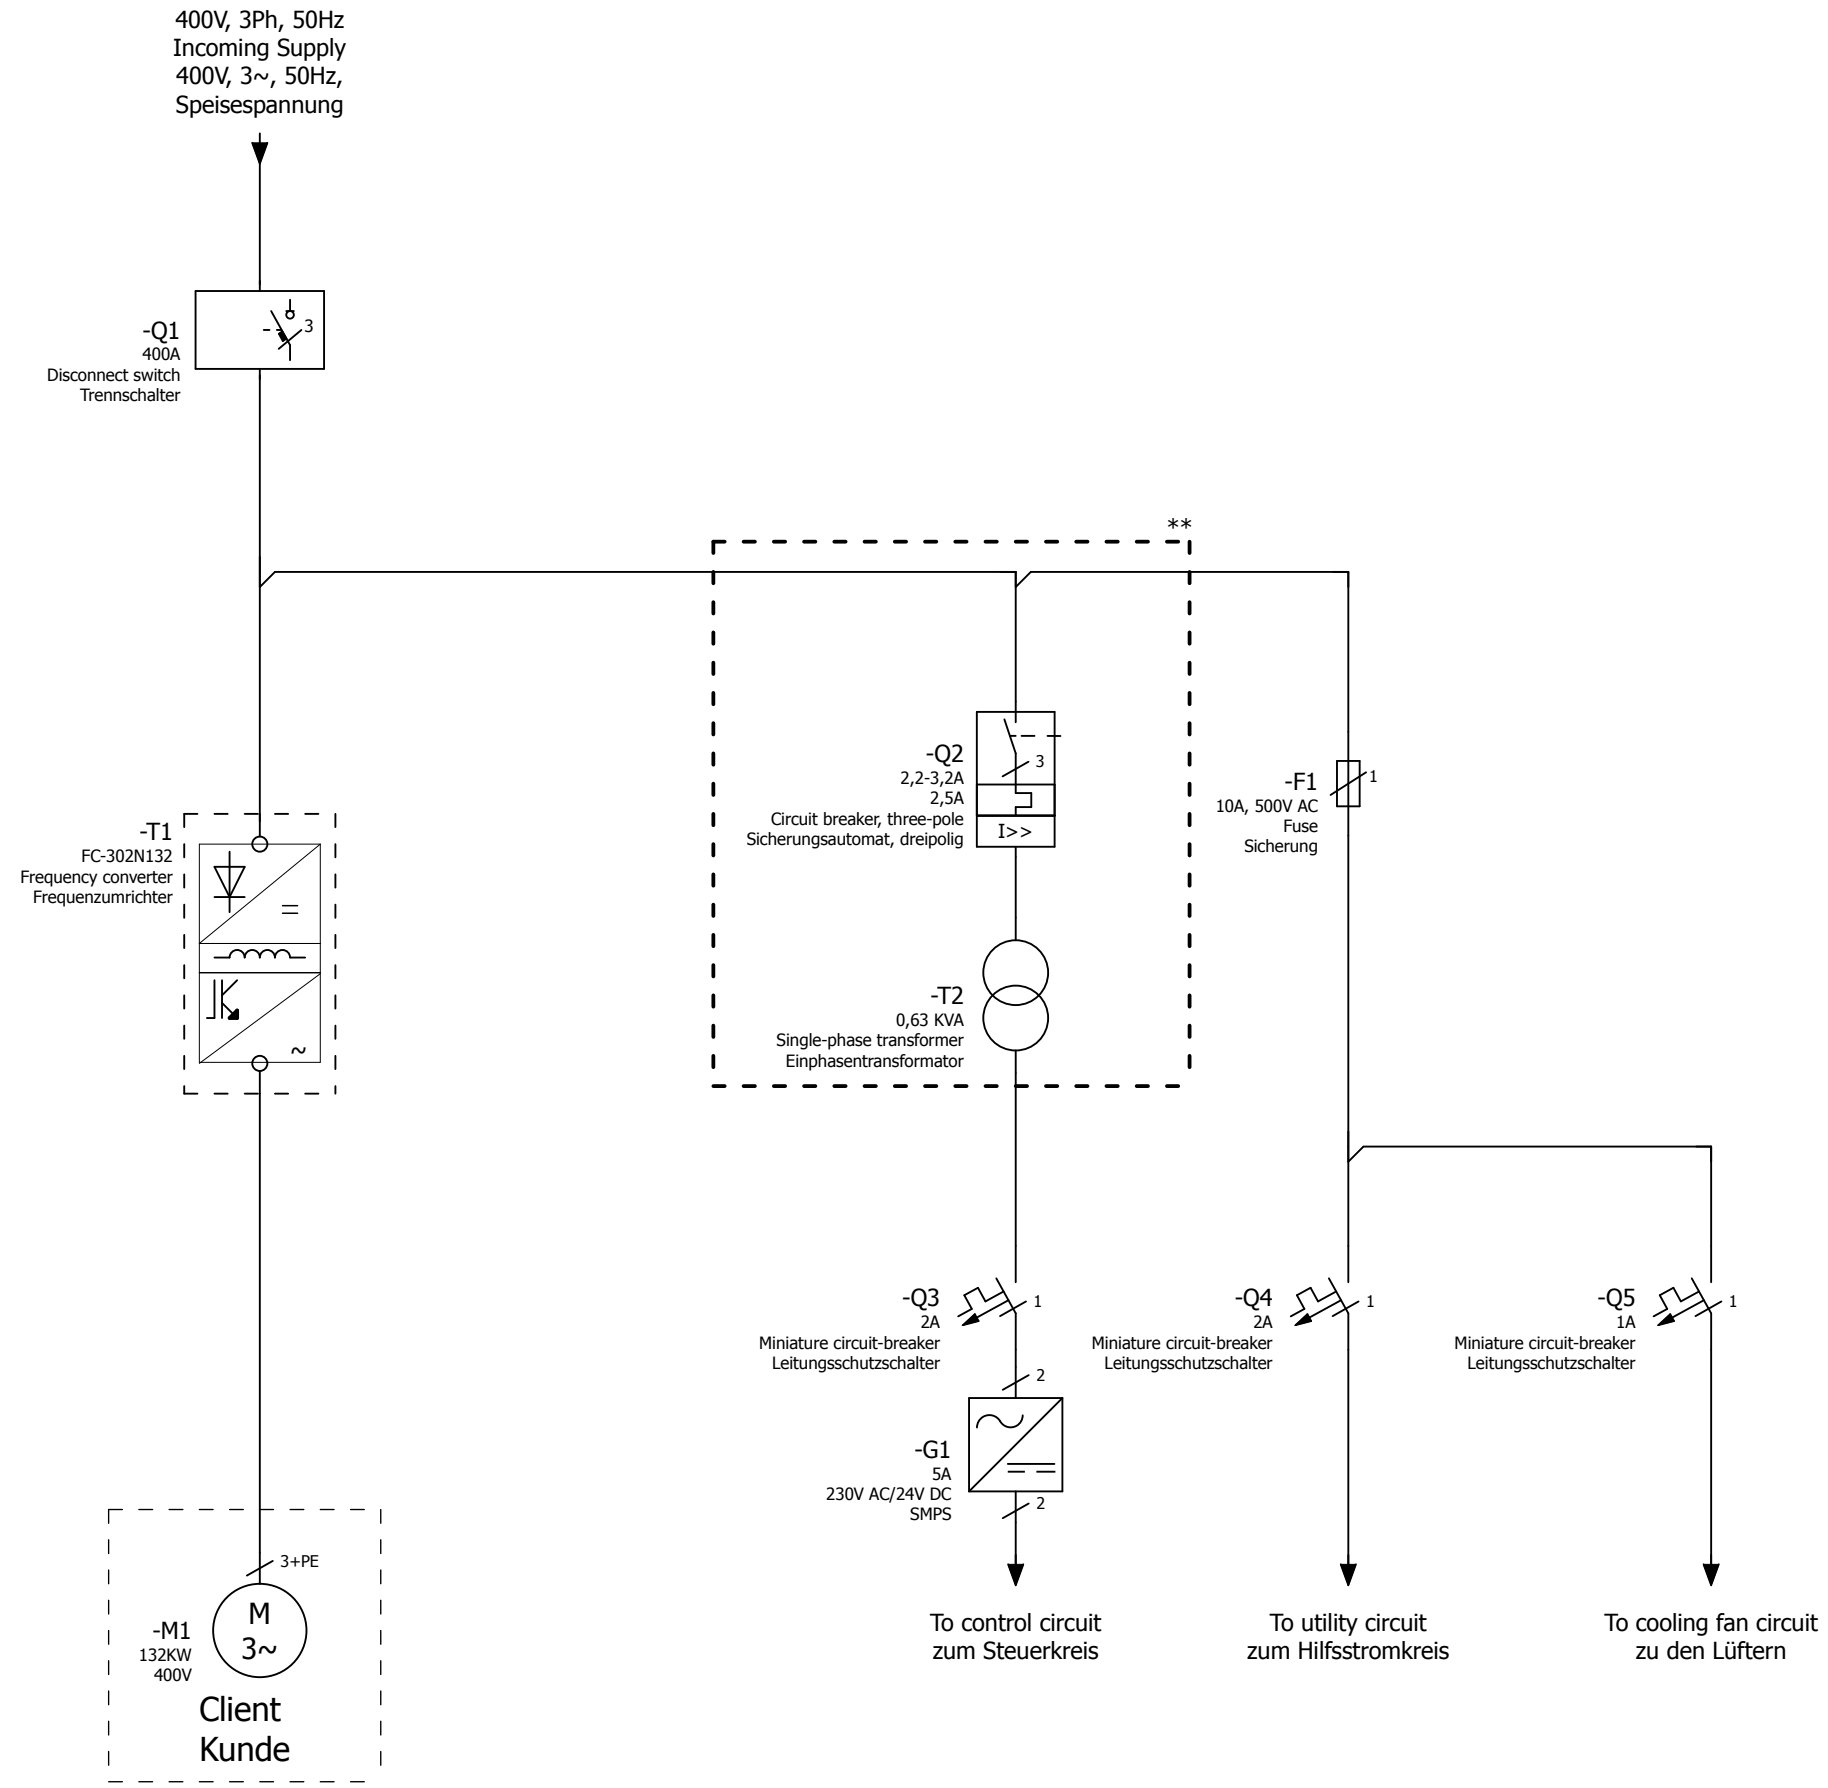 400V, 3Ph, 50Hz
Incoming Supply
400V, 3~, 50Hz,
Speisespannung
-Q1
400A
Disconnect switch
Trennschalter
3
**
-Q2
2,2-3,2A
2,5A
Circuit breaker, three-pole
Sicherungsautomat, dreipolig
3
I>>
-F1
10A, 500V AC
Fuse
Sicherung
1
-T1
FC-302N132
Frequency converter
Frequenzumrichter
=
~
-T2
0,63 KVA
Single-phase transformer
Einphasentransformator
-Q3
2A
Miniature circuit-breaker
Leitungsschutzschalter
1
-Q4
2A
Miniature circuit-breaker
Leitungsschutzschalter
1
-Q5
1A
Miniature circuit-breaker
Leitungsschutzschalter
1
2
-G1
5A
230V AC/24V DC
SMPS
2
3+PE
-M1
132KW
400V
M
3~
Client
Kunde
To control circuit
zum Steuerkreis
To utility circuit
zum Hilfsstromkreis
To cooling fan circuit
zu den Lüftern